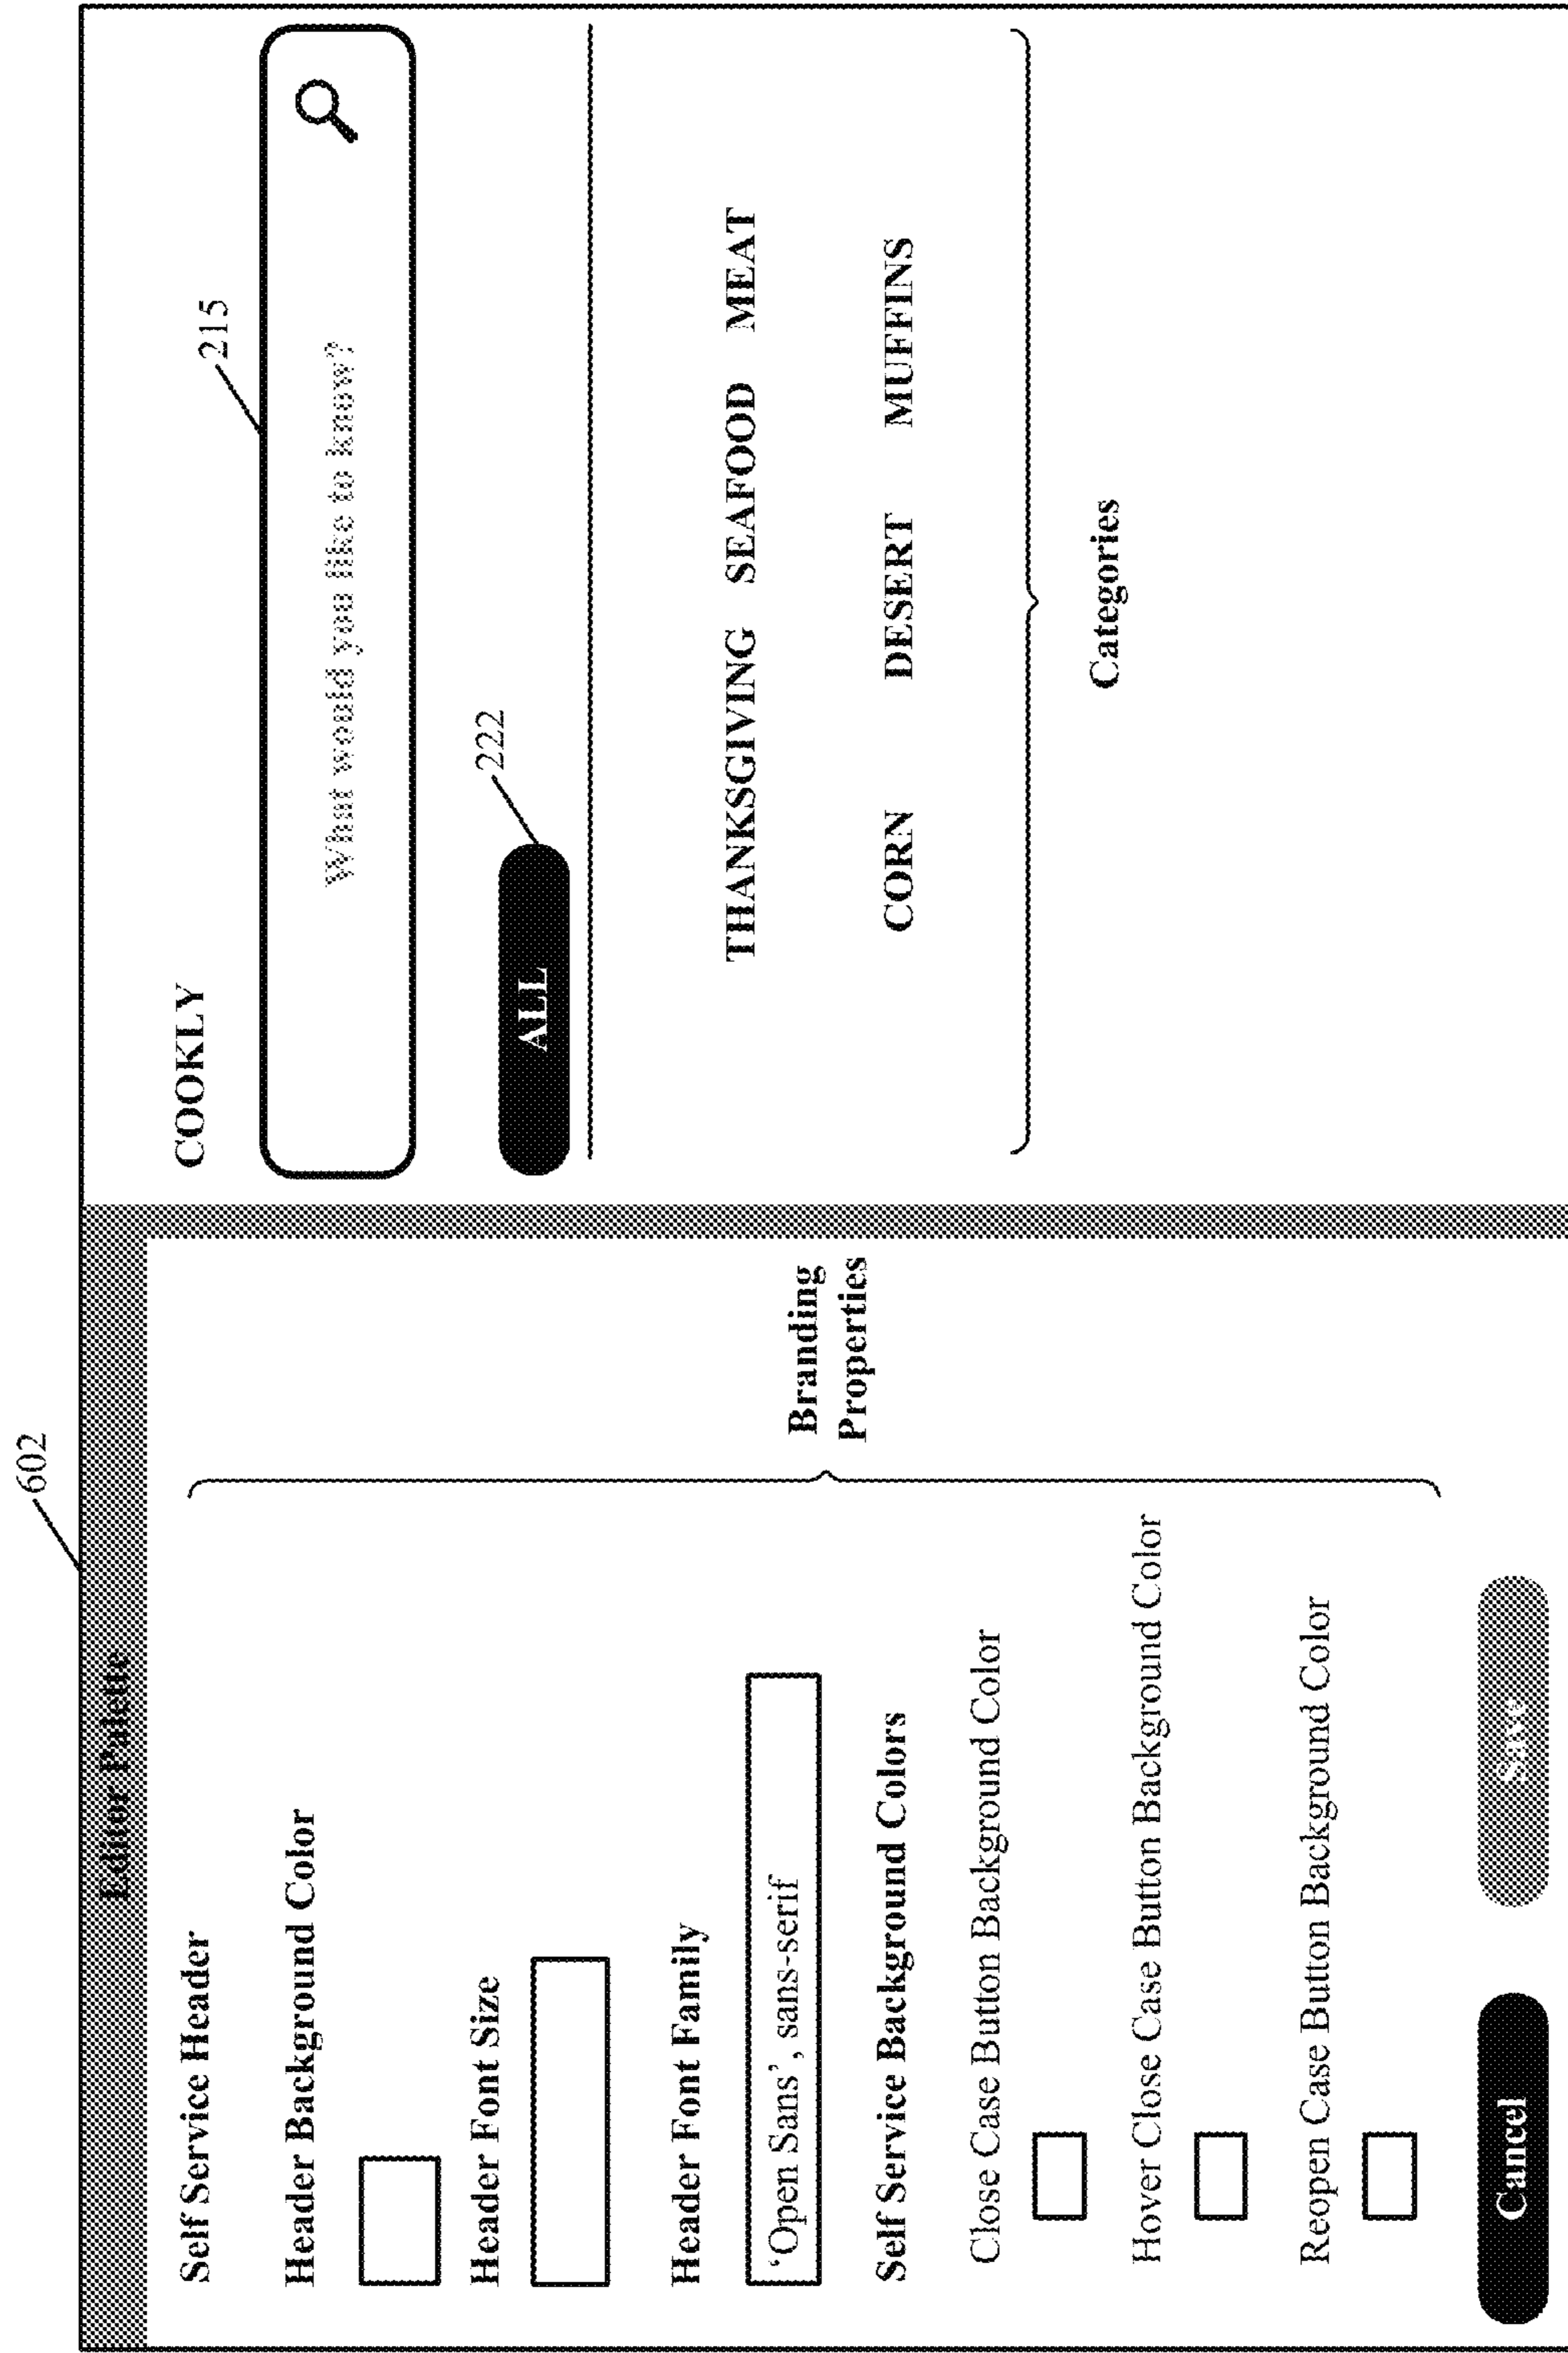 602
Editor Palette
Self Service Header
Header Background Color
Header Font Size
Header Font Family
‘Open Sans’, sans-serif
Self Service Background Colors
Close Case Button Background Color
Hover Close Case Button Background Color
Reopen Case Button Background Color
Cancel
Save
Branding
Properties
COOKLY
215
What would you like to know?
222
ALL
THANKSGIVING SEAFOOD MEAT
CORN DESERT MUFFINS
Categories